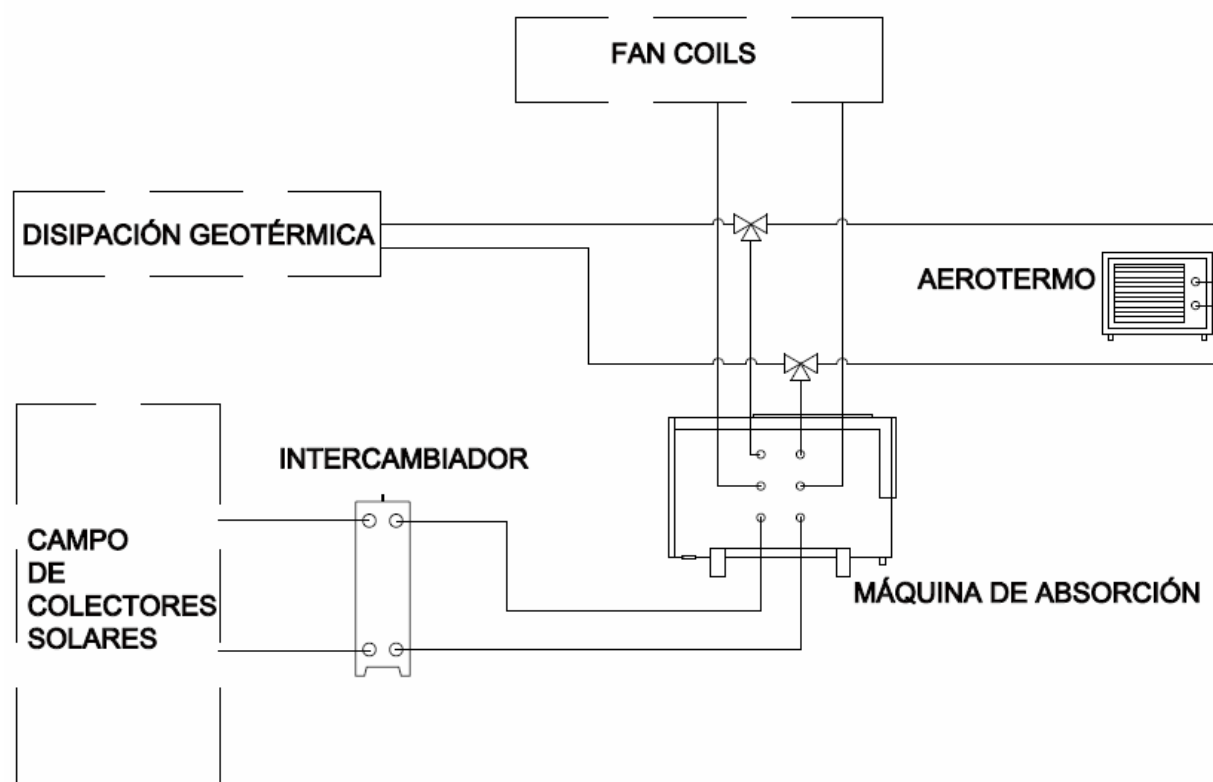 FAN COILS
DISIPACIÓN GEOTÉRMICA
AEROTERMO
INTERCAMBIADOR
CAMPO
DE
COLECTORES
SOLARES
MÁQUINA DE ABSORCIÓN